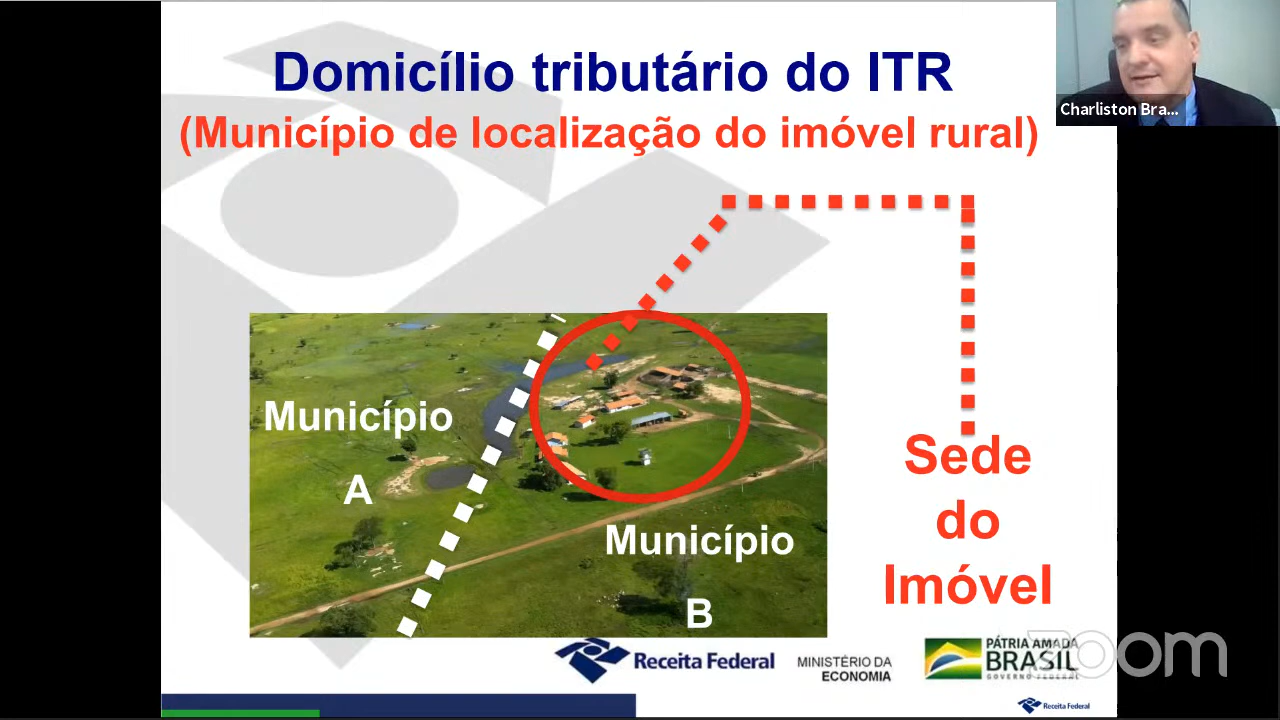 Domicílio tributário do ITR
(Município de localização do imóvel rural)
Charliston Bra...
Município
A
Município
B
Sede
do
Imóvel
Receita Federal
MINISTÉRIO DA
ECONOMIA
PÁTRIA AMADA
BRASIL
GOVERNO FEDERAL
zoom
Receita Federal